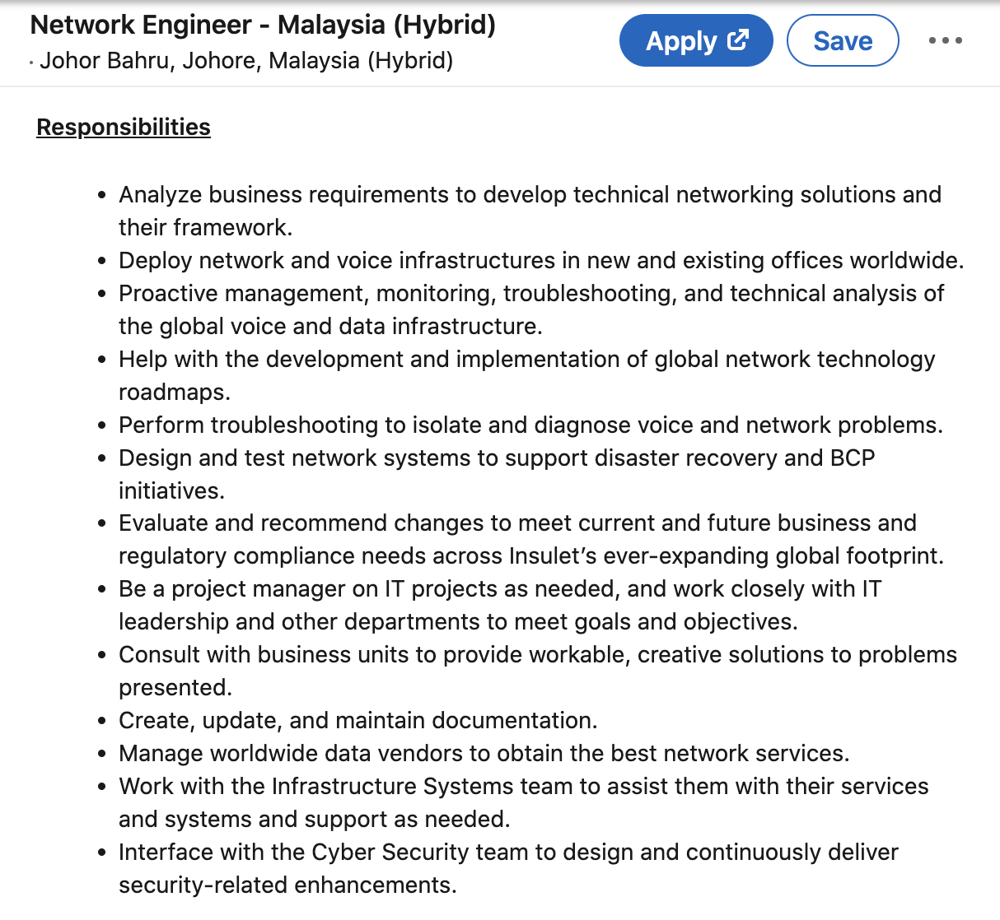 Network Engineer - Malaysia (Hybrid)
· Johor Bahru, Johore, Malaysia (Hybrid)
Apply
Save
Responsibilities
• Analyze business requirements to develop technical networking solutions and
their framework.
• Deploy network and voice infrastructures in new and existing offices worldwide.
• Proactive management, monitoring, troubleshooting, and technical analysis of
the global voice and data infrastructure.
• Help with the development and implementation of global network technology
roadmaps.
• Perform troubleshooting to isolate and diagnose voice and network problems.
• Design and test network systems to support disaster recovery and BCP
initiatives.
• Evaluate and recommend changes to meet current and future business and
regulatory compliance needs across Insulet’s ever-expanding global footprint.
• Be a project manager on IT projects as needed, and work closely with IT
leadership and other departments to meet goals and objectives.
• Consult with business units to provide workable, creative solutions to problems
presented.
• Create, update, and maintain documentation.
• Manage worldwide data vendors to obtain the best network services.
• Work with the Infrastructure Systems team to assist them with their services
and systems and support as needed.
• Interface with the Cyber Security team to design and continuously deliver
security-related enhancements.